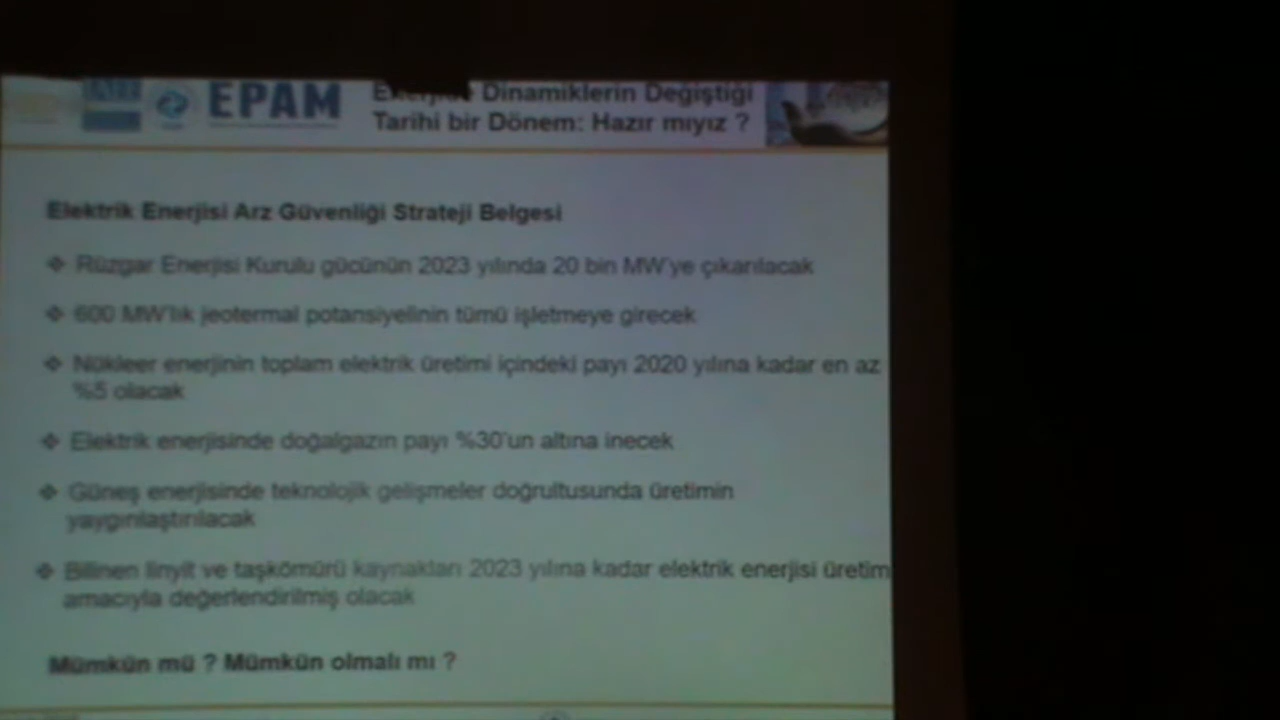 EPAM
Enerjide Dinamiklerin Değiştiği
Tarihi bir Dönem: Hazır mıyız ?
Elektrik Enerjisi Arz Güvenliği Strateji Belgesi
❖ Rüzgar Enerjisi Kurulu gücünün 2023 yılında 20 bin MW'ye çıkarılacak
❖ 600 MW'lık jeotermal potansiyelinin tümü işletmeye girecek
❖ Nükleer enerjinin toplam elektrik üretimi içindeki payı 2020 yılına kadar en az
%5 olacak
❖ Elektrik enerjisinde doğalgazın payı %30'un altına inecek
❖ Güneş enerjisinde teknolojik gelişmeler doğrultusunda üretimin
yaygınlaştırılacak
❖ Bilinen linyit ve taşkömürü kaynakları 2023 yılına kadar elektrik enerjisi üretim
amacıyla değerlendirilmiş olacak
Mümkün mü ? Mümkün olmalı mı ?